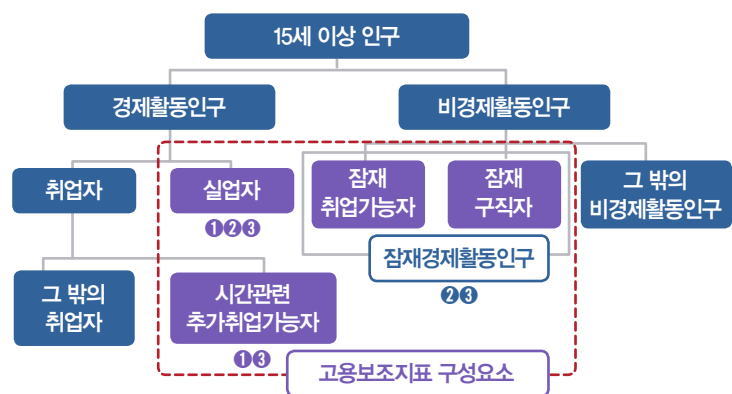 15세 이상 인구
경제활동인구
비경제활동인구
취업자
실업자
❶❷❸
잠재
취업가능자
잠재
구직자
그 밖의
비경제활동인구
잠재경제활동인구
❷❸
그 밖의
취업자
시간관련
추가취업가능자
❶❸
고용보조지표 구성요소